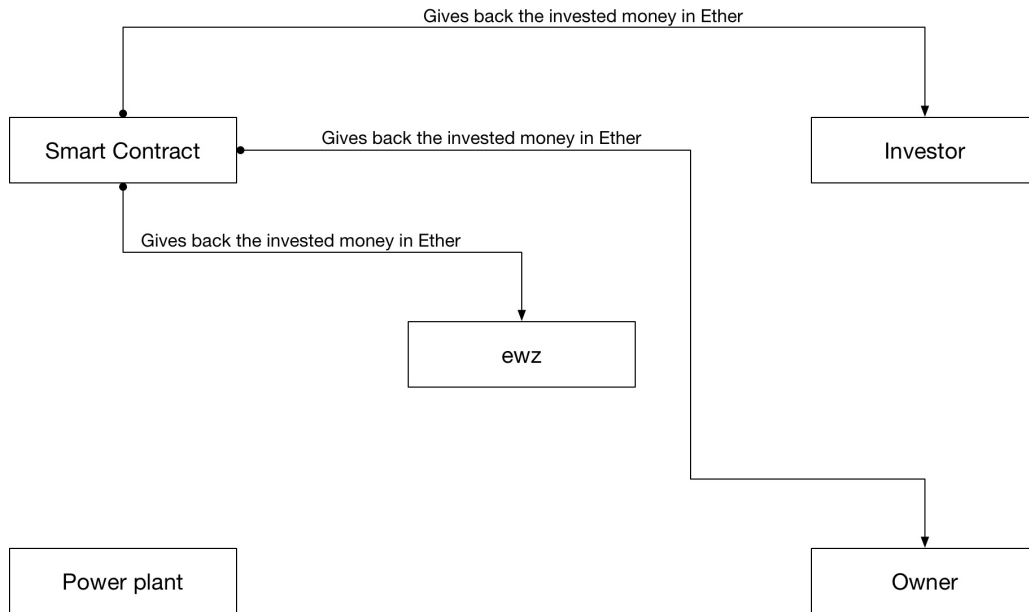 Gives back the invested money in Ether
Smart Contract
Gives back the invested money in Ether
Investor
Gives back the invested money in Ether
ewz
Power plant
Owner